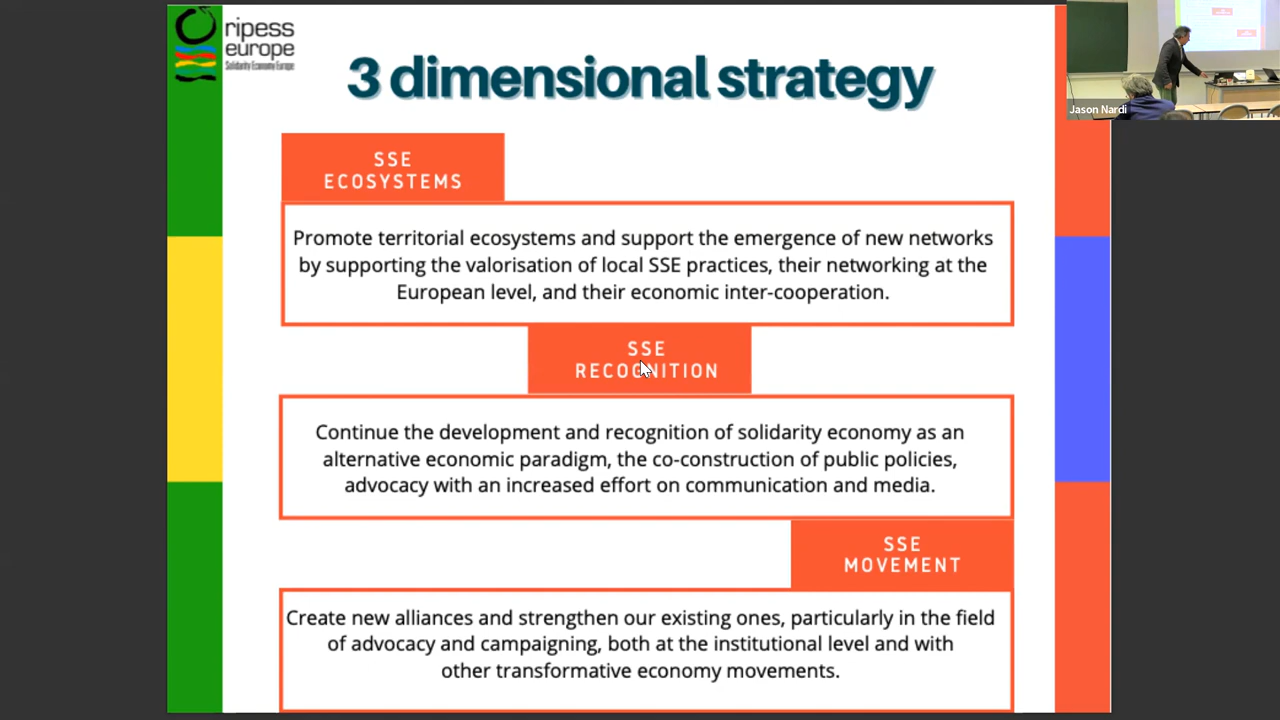 ripess
europe
Solidarity Economy Europe
3 dimensional strategy
Jason Nardi
SSE
ECOSYSTEMS
Promote territorial ecosystems and support the emergence of new networks
by supporting the valorisation of local SSE practices, their networking at the
European level, and their economic inter-cooperation.
SSE
RECOGNITION
Continue the development and recognition of solidarity economy as an
alternative economic paradigm, the co-construction of public policies,
advocacy with an increased effort on communication and media.
SSE
MOVEMENT
Create new alliances and strengthen our existing ones, particularly in the field
of advocacy and campaigning, both at the institutional level and with
other transformative economy movements.